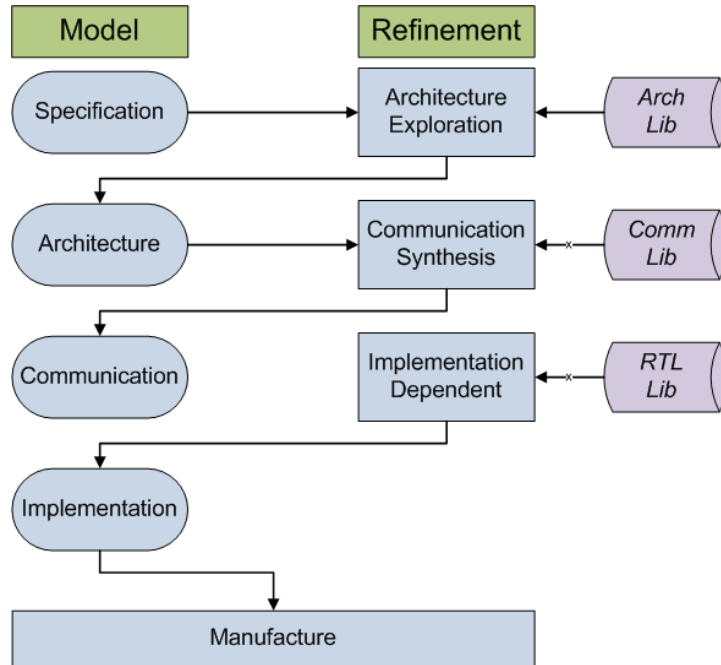 Model
Refinement
Specification
Architecture
Exploration
Arch
Lib
Architecture
Communication
Synthesis
Comm
Lib
x
Communication
Implementation
Dependent
RTL
Lib
x
Implementation
Manufacture